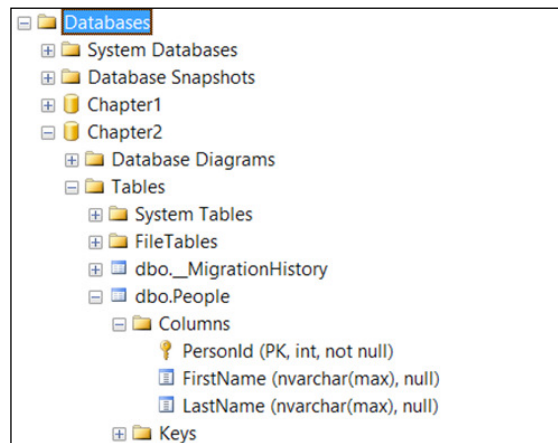 Databases
System Databases
Database Snapshots
Chapter1
Chapter2
Database Diagrams
Tables
System Tables
FileTables
dbo.__MigrationHistory
dbo.People
Columns
PersonId (PK, int, not null)
FirstName (nvarchar(max), null)
LastName (nvarchar(max), null)
Keys